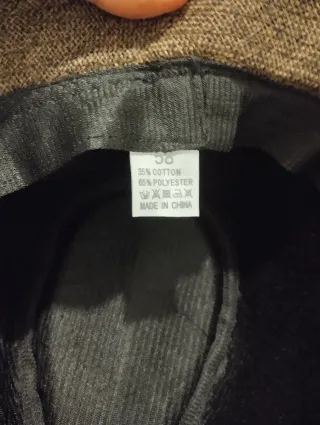 58
35% COTTON
65% POLYESTER
MADE IN CHINA